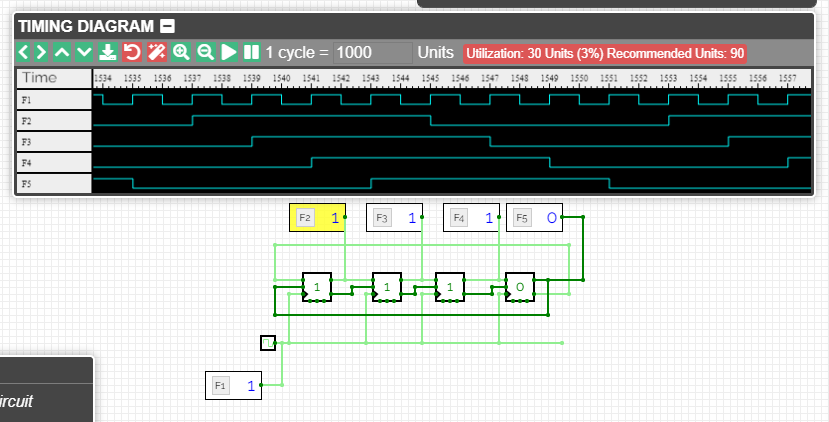 TIMING DIAGRAM
1 cycle = 1000 Units Utilization: 30 Units (3%) Recommended Units: 90
Time 1534 1535 1536 1537 1538 1539 1540 1541 1542 1543 1544 1545 1546 1547 1548 1549 1550 1551 1552 1553 1554 1555 1556 1557
F1
F2
F3
F4
F5
F2 1 F3 1 F4 1 F5 0
1 1 1 0
F1 1
ircuit